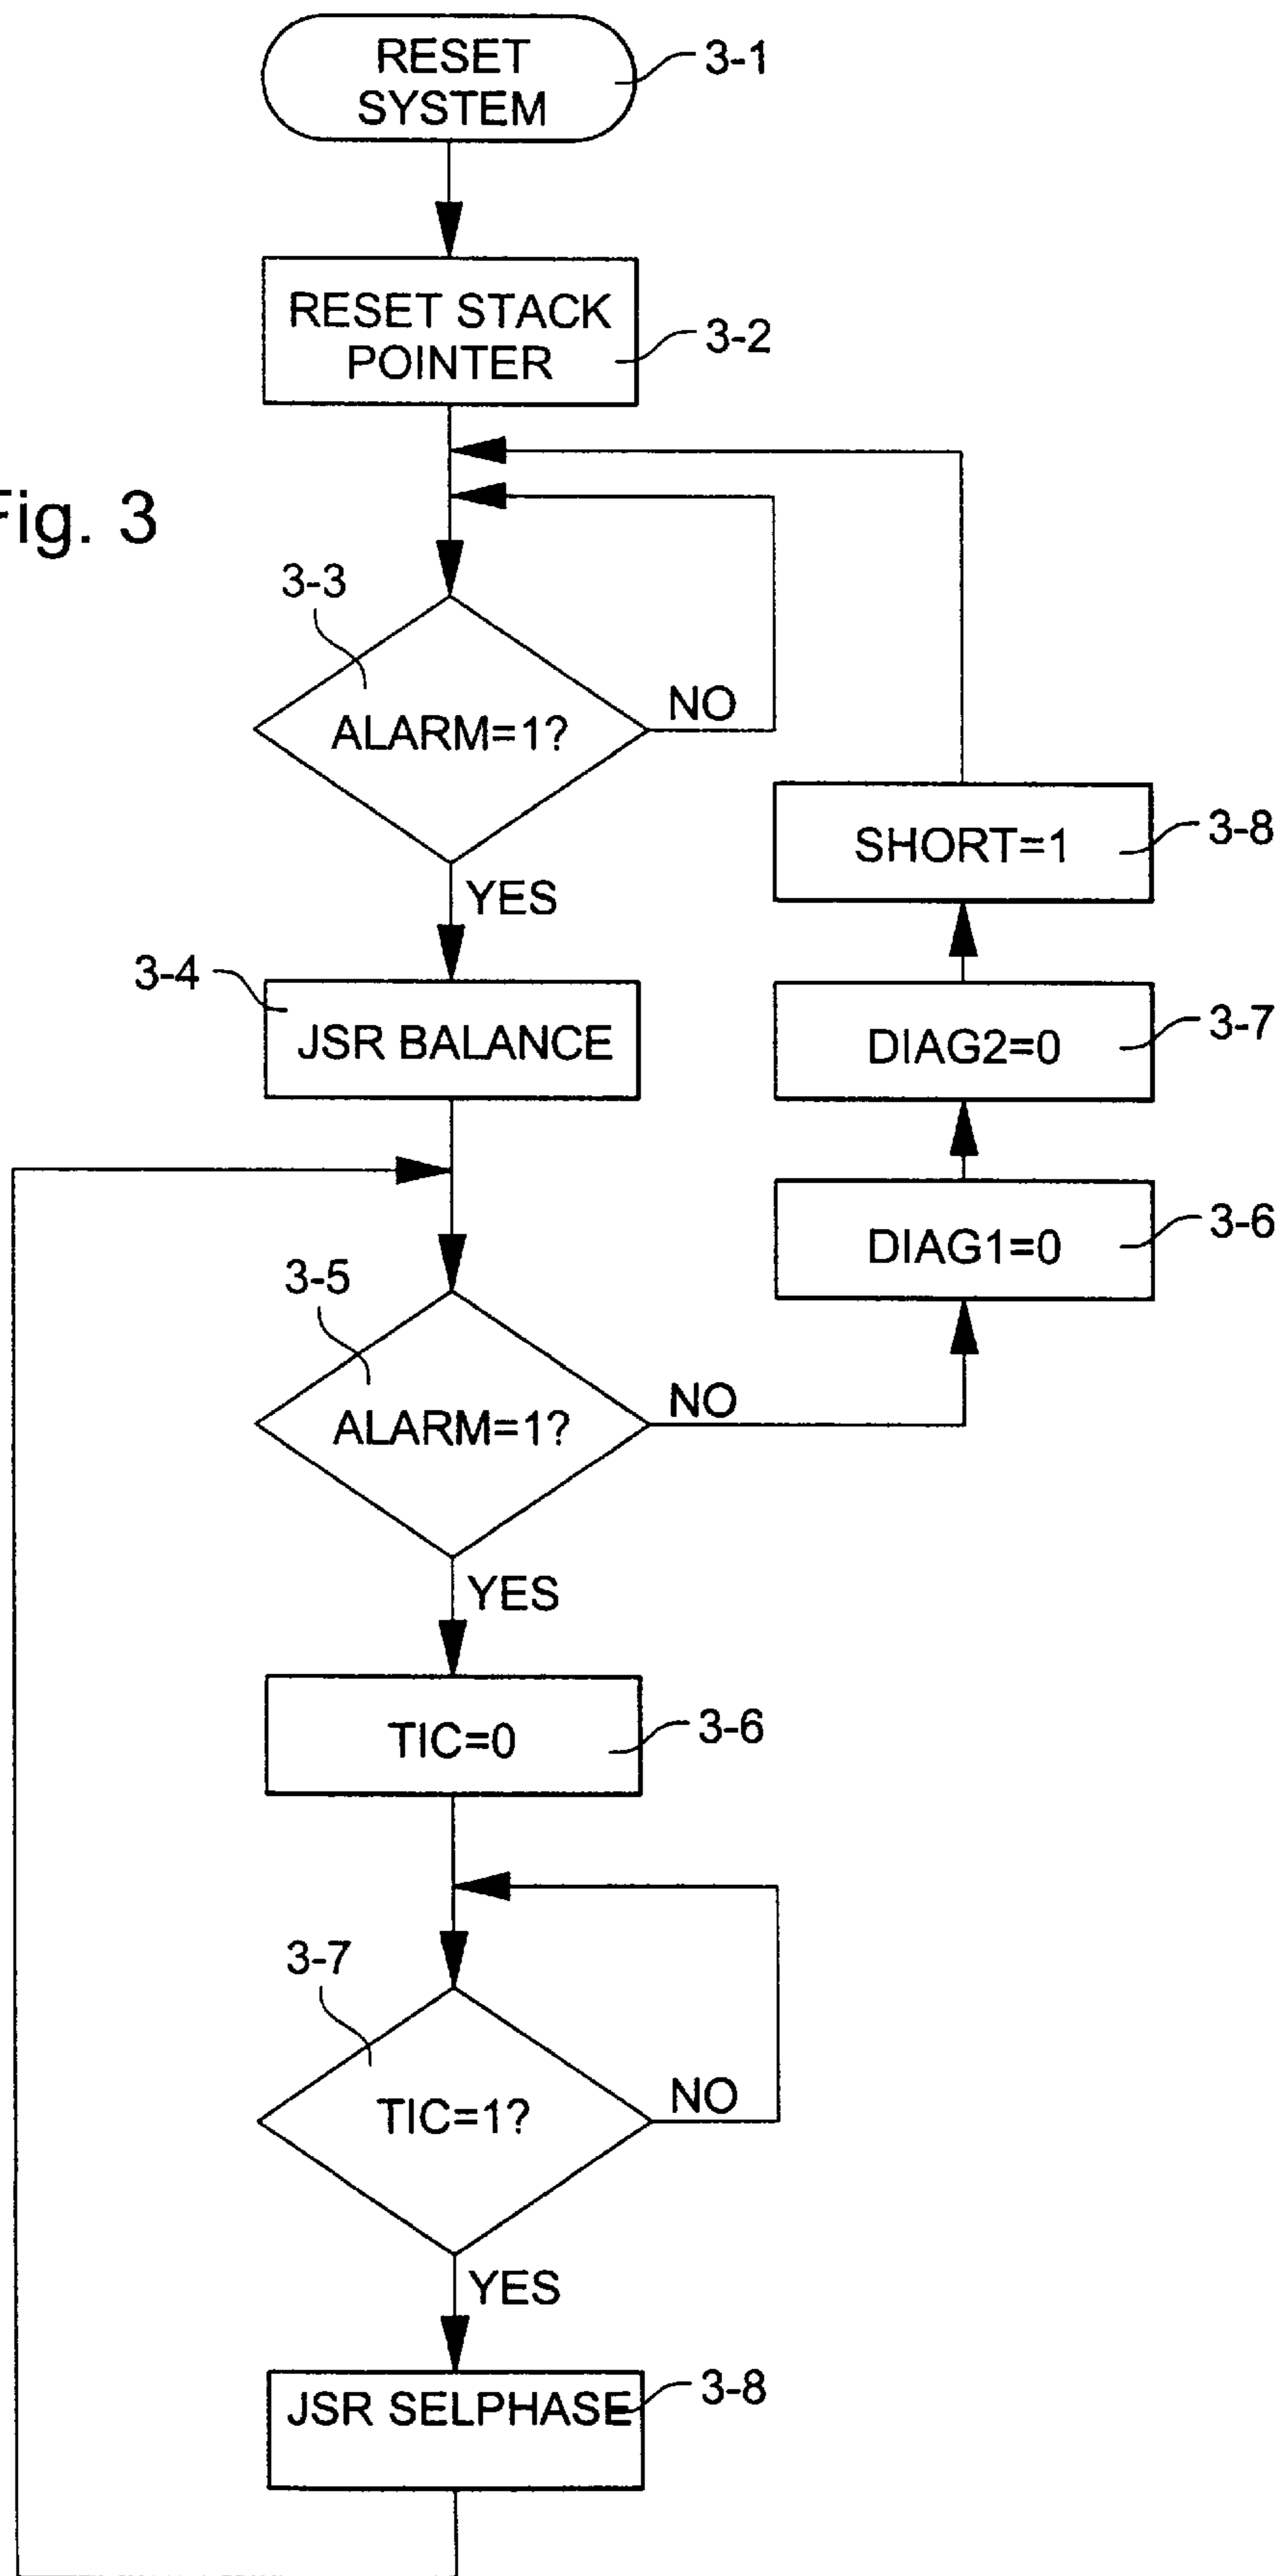 RESET
SYSTEM
3-1
RESET STACK
POINTER
3-2
Fig. 3
3-3
ALARM=1?
NO
YES
SHORT=1
3-8
3-4
JSR BALANCE
DIAG2=0
3-7
DIAG1=0
3-6
3-5
ALARM=1?
NO
YES
TIC=0
3-6
3-7
TIC=1?
NO
YES
JSR SELPHASE
3-8